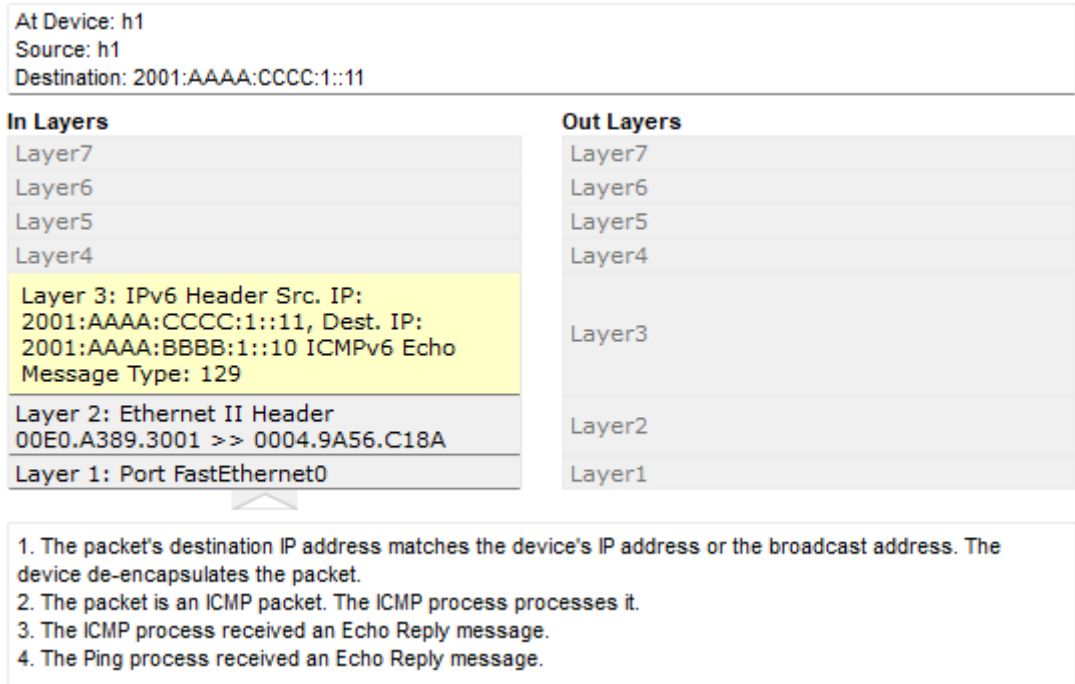 At Device: h1
Source: h1
Destination: 2001:AAAA:CCCC:1::11
In Layers
Out Layers
Layer7
Layer7
Layer6
Layer6
Layer5
Layer5
Layer4
Layer4
Layer 3: IPv6 Header Src. IP:
2001:AAAA:CCCC:1::11, Dest. IP:
2001:AAAA:BBBB:1::10 ICMPv6 Echo
Message Type: 129
Layer3
Layer 2: Ethernet II Header
00E0.A389.3001 >> 0004.9A56.C18A
Layer2
Layer 1: Port FastEthernet0
Layer1
1. The packet's destination IP address matches the device's IP address or the broadcast address. The
device de-encapsulates the packet.
2. The packet is an ICMP packet. The ICMP process processes it.
3. The ICMP process received an Echo Reply message.
4. The Ping process received an Echo Reply message.